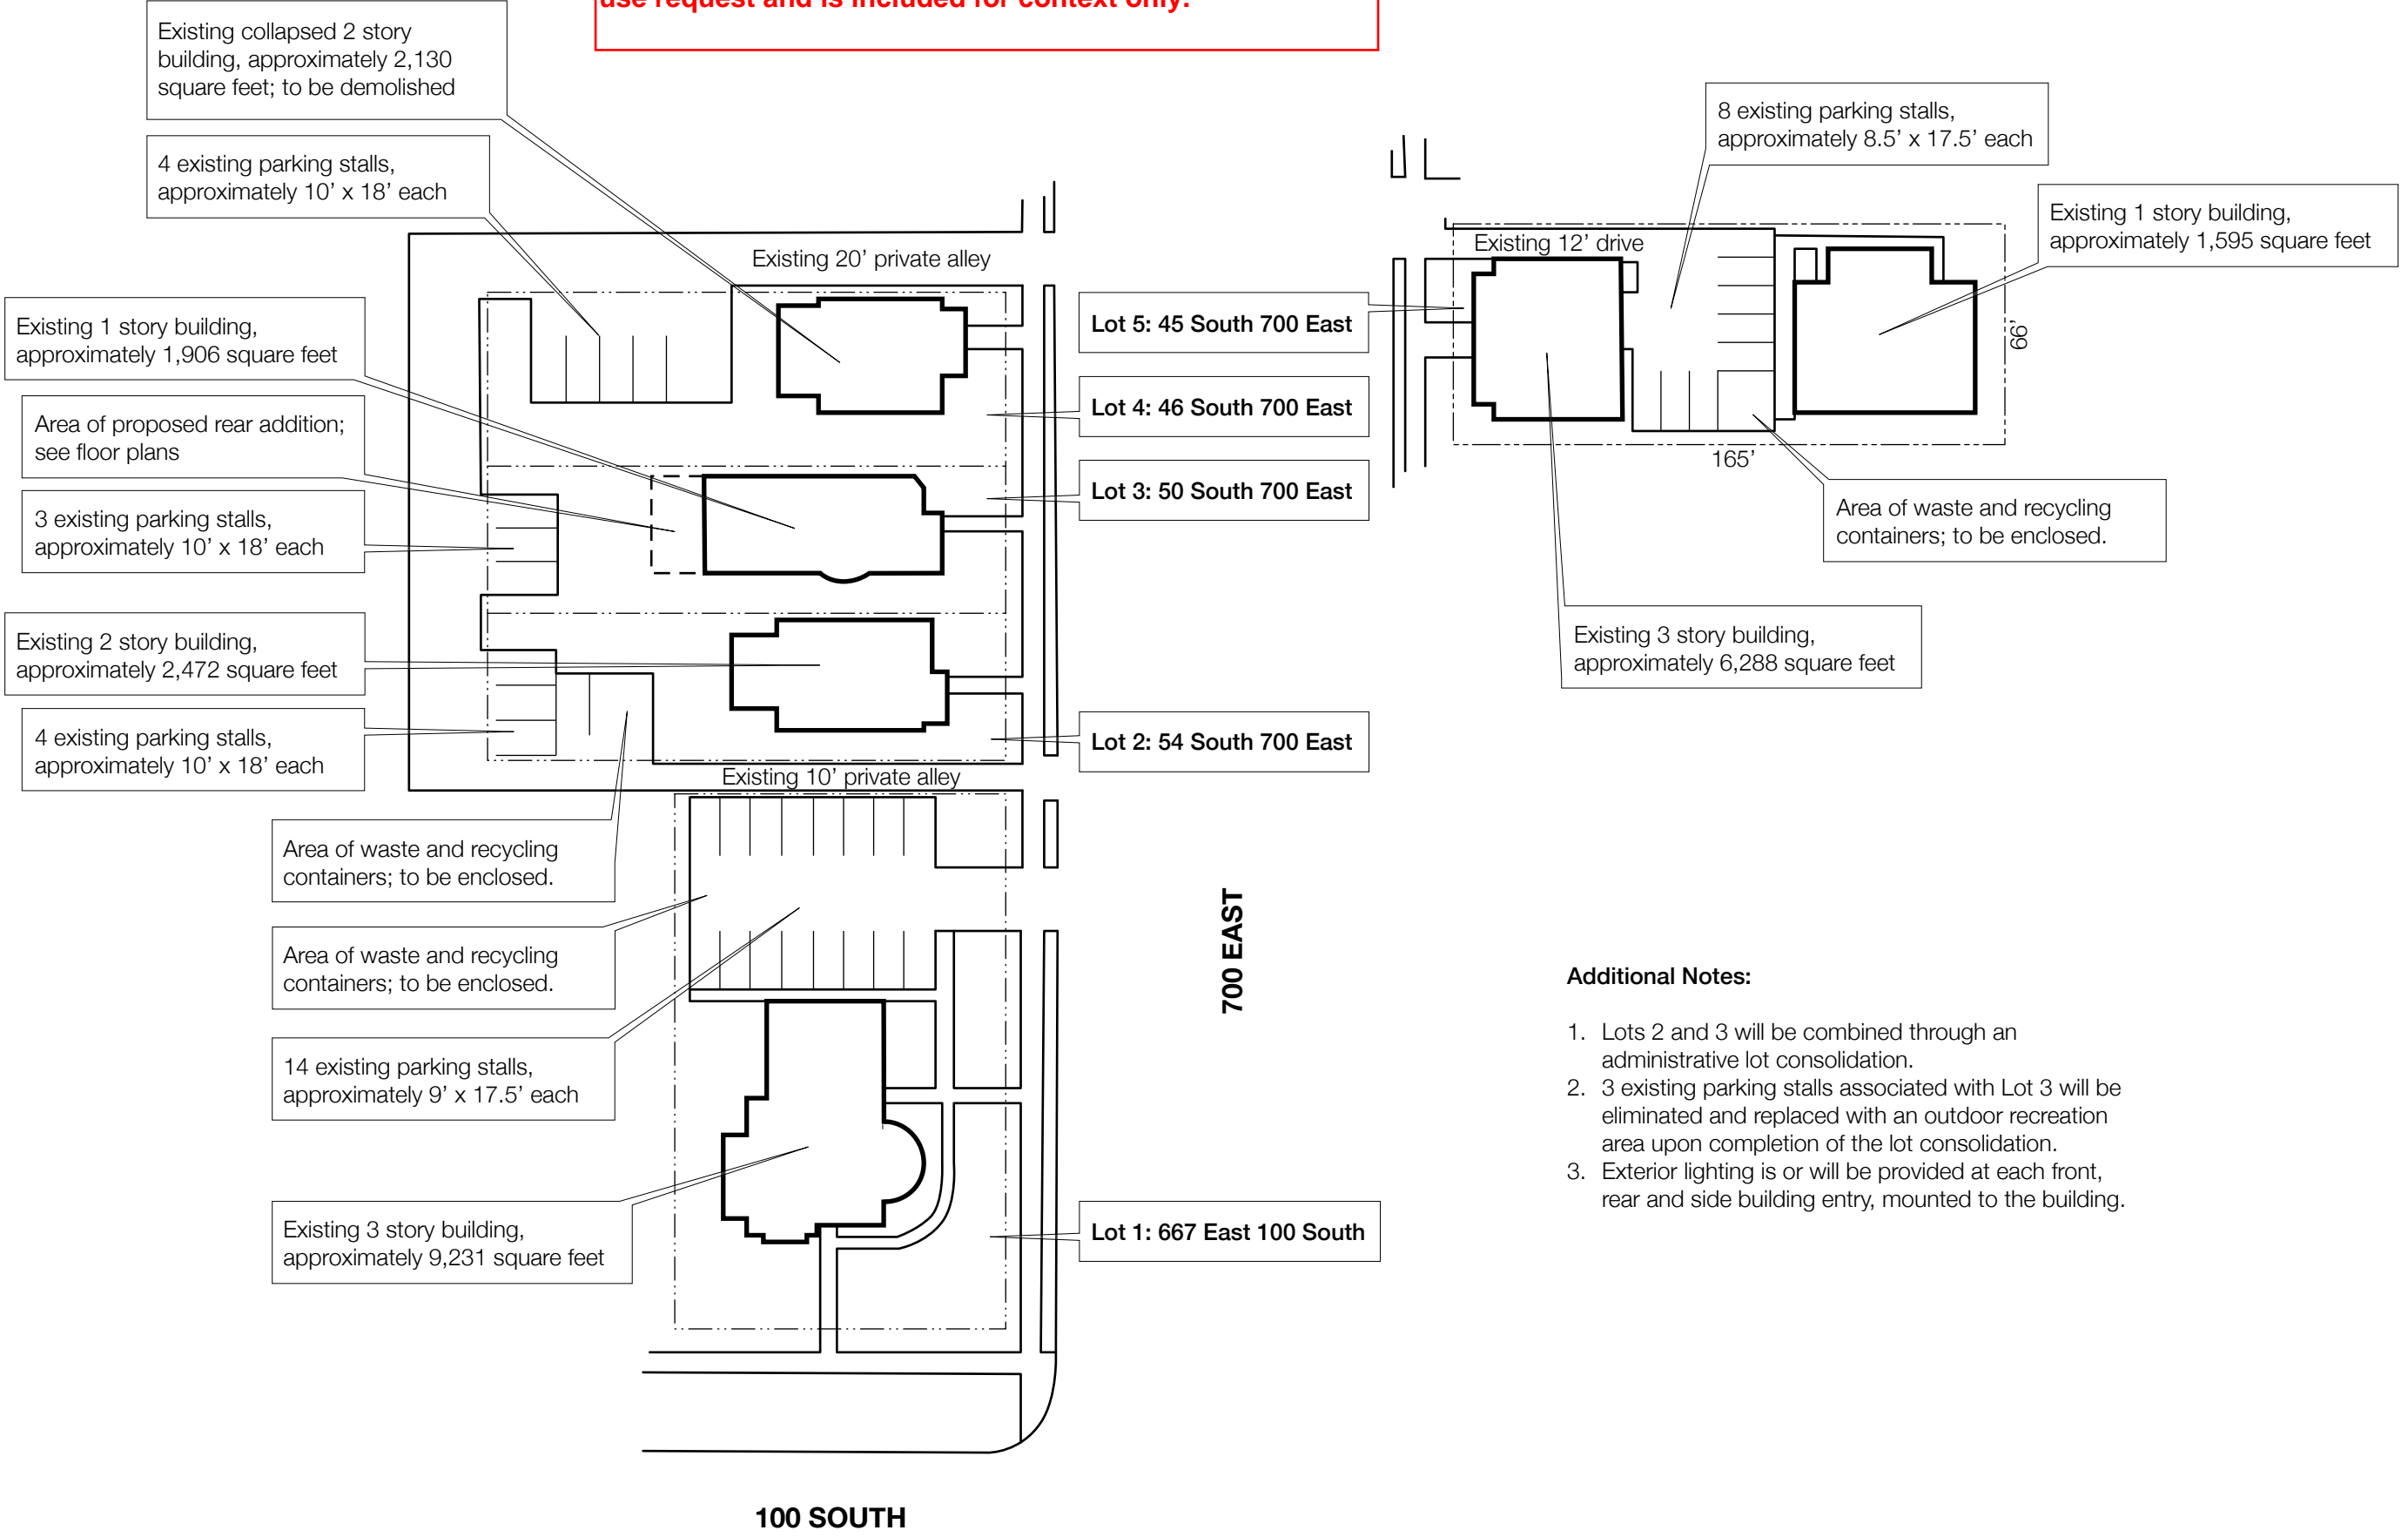 use request and is included for context only.
Existing collapsed 2 story
building, approximately 2,130
square feet; to be demolished
4 existing parking stalls,
approximately 10’ x 18’ each
Existing 20’ private alley
Existing 1 story building,
approximately 1,906 square feet
Area of proposed rear addition;
see floor plans
3 existing parking stalls,
approximately 10’ x 18’ each
Existing 2 story building,
approximately 2,472 square feet
4 existing parking stalls,
approximately 10’ x 18’ each
Existing 10’ private alley
Area of waste and recycling
containers; to be enclosed.
Area of waste and recycling
containers; to be enclosed.
14 existing parking stalls,
approximately 9’ x 17.5’ each
Existing 3 story building,
approximately 9,231 square feet
Lot 5: 45 South 700 East
Lot 4: 46 South 700 East
Lot 3: 50 South 700 East
Lot 2: 54 South 700 East
Lot 1: 667 East 100 South
700 EAST
100 SOUTH
8 existing parking stalls,
approximately 8.5’ x 17.5’ each
Existing 1 story building,
approximately 1,595 square feet
Existing 12’ drive
66’
165’
Area of waste and recycling
containers; to be enclosed.
Existing 3 story building,
approximately 6,288 square feet
Additional Notes:
1. Lots 2 and 3 will be combined through an
administrative lot consolidation.
2. 3 existing parking stalls associated with Lot 3 will be
eliminated and replaced with an outdoor recreation
area upon completion of the lot consolidation.
3. Exterior lighting is or will be provided at each front,
rear and side building entry, mounted to the building.